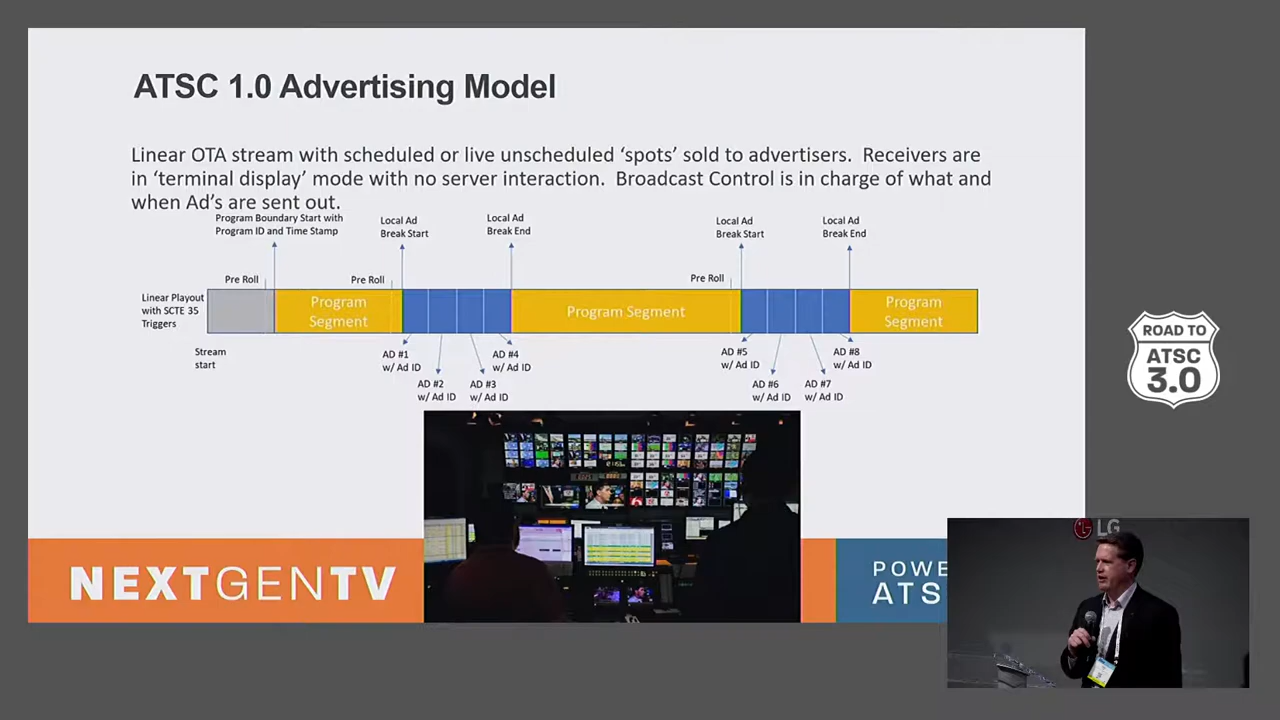 ATSC 1.0 Advertising Model
Linear OTA stream with scheduled or live unscheduled ‘spots’ sold to advertisers. Receivers are
in ‘terminal display’ mode with no server interaction. Broadcast Control is in charge of what and
when Ad’s are sent out.
Program Boundary Start with
Program ID and Time Stamp
Local Ad
Break Start
Local Ad
Break End
Local Ad
Break Start
Local Ad
Break End
Pre Roll
Pre Roll
Pre Roll
Linear Playout
with SCTE 35
Triggers
Program
Segment
Program Segment
Program
Segment
Stream
start
AD #1
w/ Ad ID
AD #2
w/ Ad ID
AD #3
w/ Ad ID
AD #4
w/ Ad ID
AD #5
w/ Ad ID
AD #6
w/ Ad ID
AD #7
w/ Ad ID
AD #8
w/ Ad ID
ROAD TO
ATSC
3.0
NEXTGENTV
POWE
ATS
LG